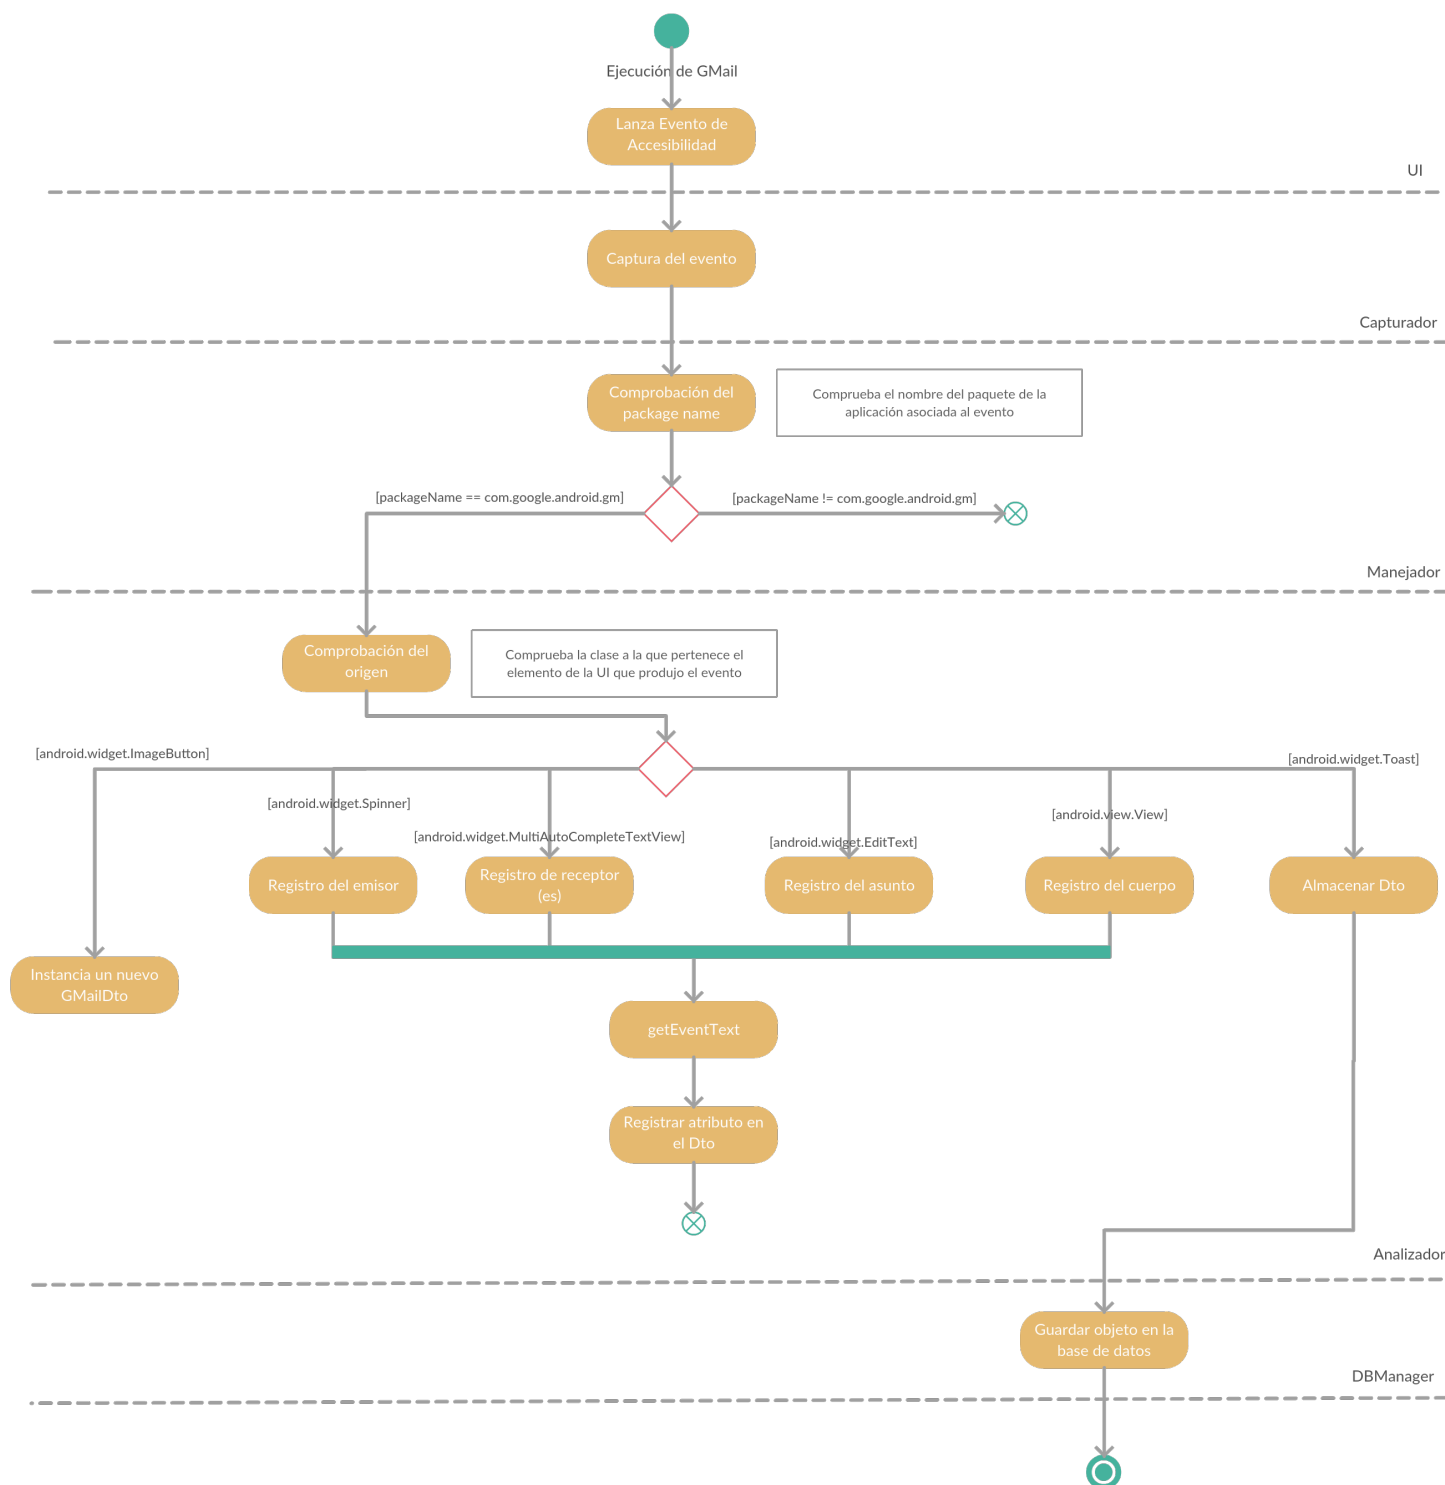 Ejecución de GMail
Lanza Evento de
Accesibilidad
UI
Captura del evento
Capturador
Comprobación del
package name
Comprueba el nombre del paquete de la
aplicación asociada al evento
[packageName == com.google.android.gm]
[packageName != com.google.android.gm]
Manejador
Comprobación del
origen
Comprueba la clase a la que pertenece el
elemento de la UI que produjo el evento
[android.widget.ImageButton]
[android.widget.Toast]
[android.widget.Spinner]
[android.view.View]
[android.widget.MultiAutoCompleteTextView]
[android.widget.EditText]
Registro del emisor
Registro de receptor
(es)
Registro del asunto
Registro del cuerpo
Almacenar Dto
Instancia un nuevo
GMailDto
getEventText
Registrar atributo en
el Dto
Analizador
Guardar objeto en la
base de datos
DBManager